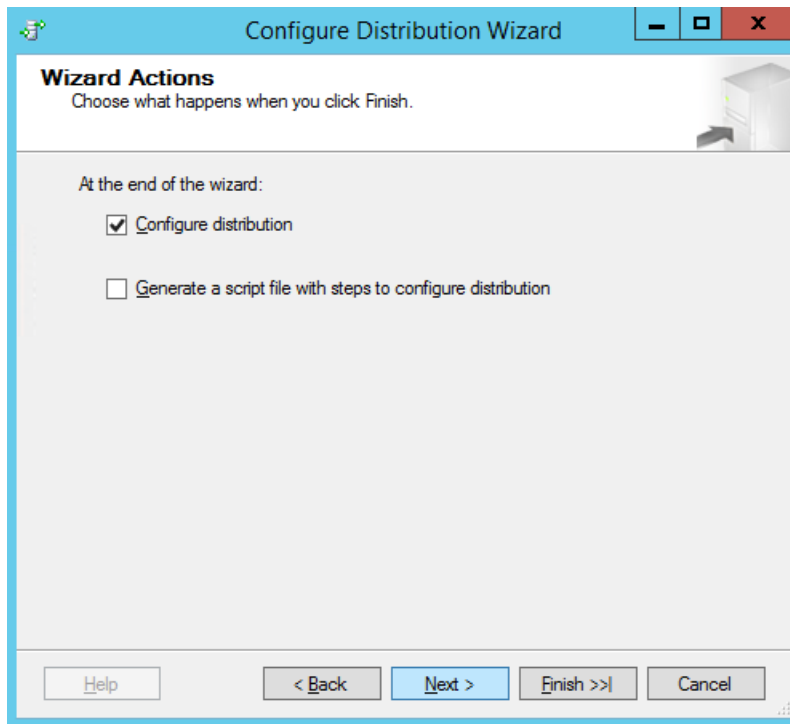 Configure Distribution Wizard
Wizard Actions
Choose what happens when you click Finish.
At the end of the wizard:
Configure distribution
Generate a script file with steps to configure distribution
Help
< Back
Next >
Finish >>|
Cancel